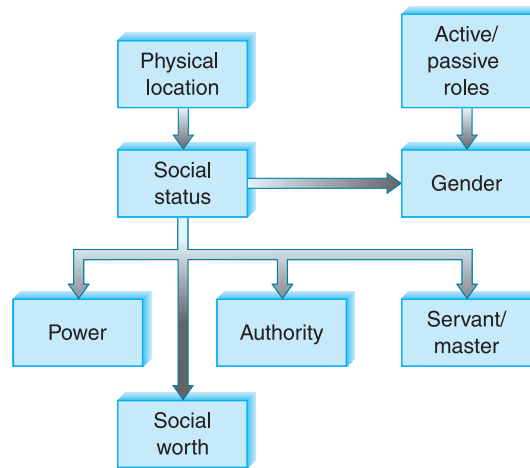 Physical
location
Active/
passive
roles
Social
status
Gender
Power
Authority
Servant/
master
Social
worth